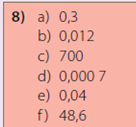 8) a) 0,3
b) 0,012
c) 700
d) 0,000 7
e) 0,04
f) 48,6